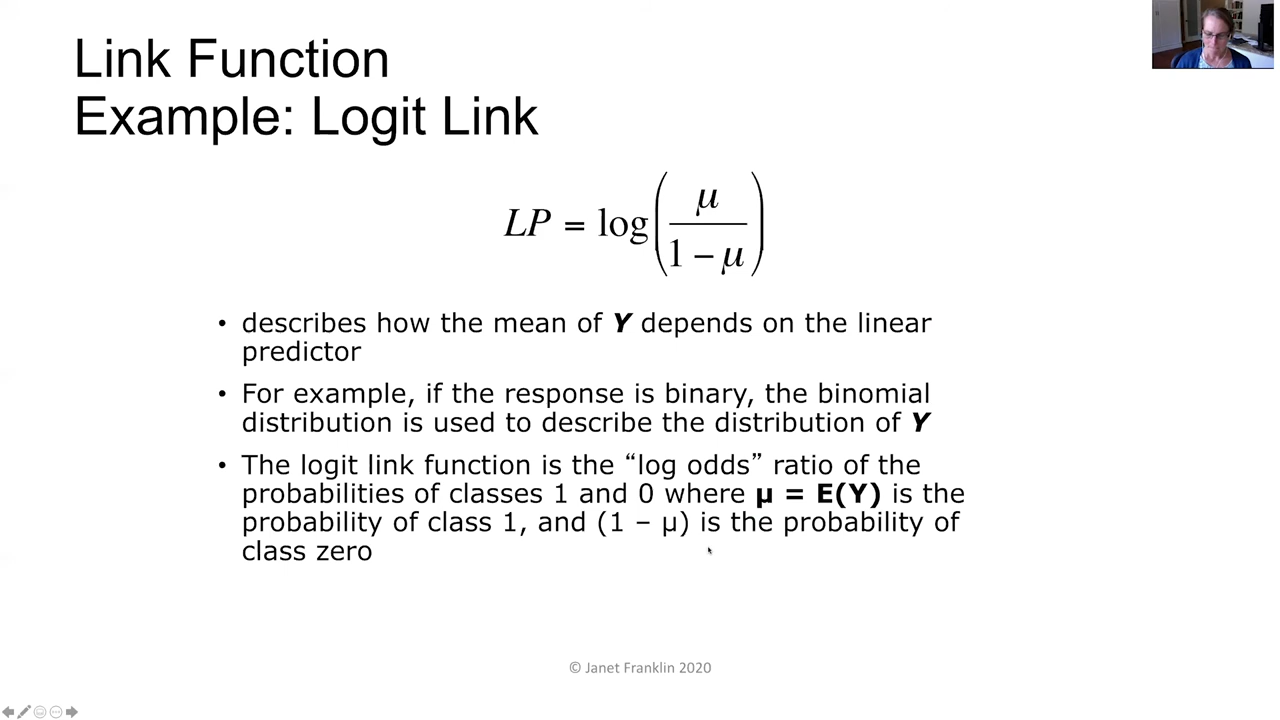 Link Function
Example: Logit Link
LP = log(μ / (1 − μ))
• describes how the mean of Y depends on the linear
predictor
• For example, if the response is binary, the binomial
distribution is used to describe the distribution of Y
• The logit link function is the “log odds” ratio of the
probabilities of classes 1 and 0 where μ = E(Y) is the
probability of class 1, and (1 – μ) is the probability of
class zero
© Janet Franklin 2020